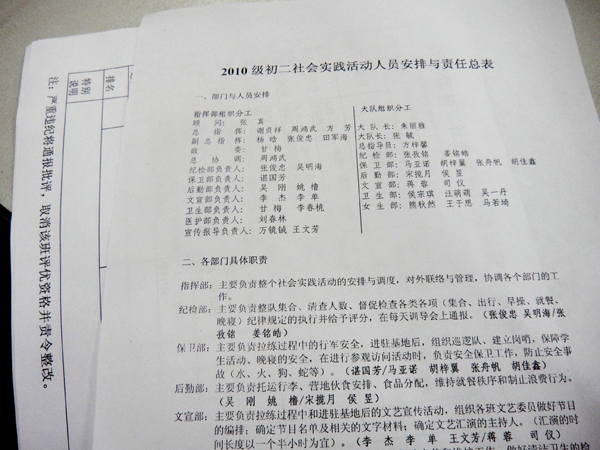 2010 级初二社会实践活动人员安排与责任总表
一、部门与人员安排
指挥部组织分工
顾 问：张 真
总 指 挥：谢贞祥 周鸿武 方 芳
副 总 指 挥：杨 晗 张俊忠 田军海
政 委：甘 梅
总 协 调：周鸿武
纪检部负责人：张俊忠 吴明海
保卫部负责人：谌国芳
后勤部负责人：吴 刚 姚 槽
文宣部负责人：李 杰 李 单
卫生部负责人：甘 梅 李春桃
医护部负责人：刘春林
宣传报导负责人：万镜铖 王文芳
大队组织分工
大 队 长：朱丽雅
大 队 长：张 毓
总指导员：万梓馨
纪 检 部：张孜铭 姜铭皓
保 卫 部：马亚诺 胡梓翼 张舟帆 胡佳鑫
后 勤 部：宋揽月 侯 昱
文 宣 部：蒋 蓉 司 仪
卫 生 部：侯宗琪 汪萌萌 吴一丹
女 生 部：熊秋然 王于思 马若琦
二、各部门具体职责
指挥部：主要负责整个社会实践活动的安排与调度，对外联络与管理，协调各个部门的工
作。
纪检部：主要负责整队集合、清查人数、督促检查各类各项（集合、出行、早操、就餐、
晚寝）纪律规定的执行并给予评分，在每天训导会上通报。（张俊忠 吴明海/张
孜铭 姜铭皓）
保卫部：主要负责拉练过程中的行军安全，进驻基地后，组织巡逻队、建立岗哨，保障学
生活动、晚寝的安全，在进行参观访问活动时，负责安全保卫工作，防止安全事
故（水、火、狗、蛇等）。（谌国芳/马亚诺 胡梓翼 张舟帆 胡佳鑫）
后勤部：主要负责托运行李、营地伙食安排、食品分配，维持就餐秩序和制止浪费行为。
（吴 刚 姚 槽/宋揽月 侯 昱）
文宣部：主要负责拉练过程中和进驻基地后的文艺宣传活动，组织各班文艺委员做好节目
的编排；确定节目名单及相关的文字材料；确定文艺汇演的主持人。（汇演的时
间长度以一个半小时为宜）。（李 杰 李 单 王文芳/蒋蓉 司 仪）
排名
特别说明
注：严重违纪将通报批评，取消该班评优资格并责令整改。